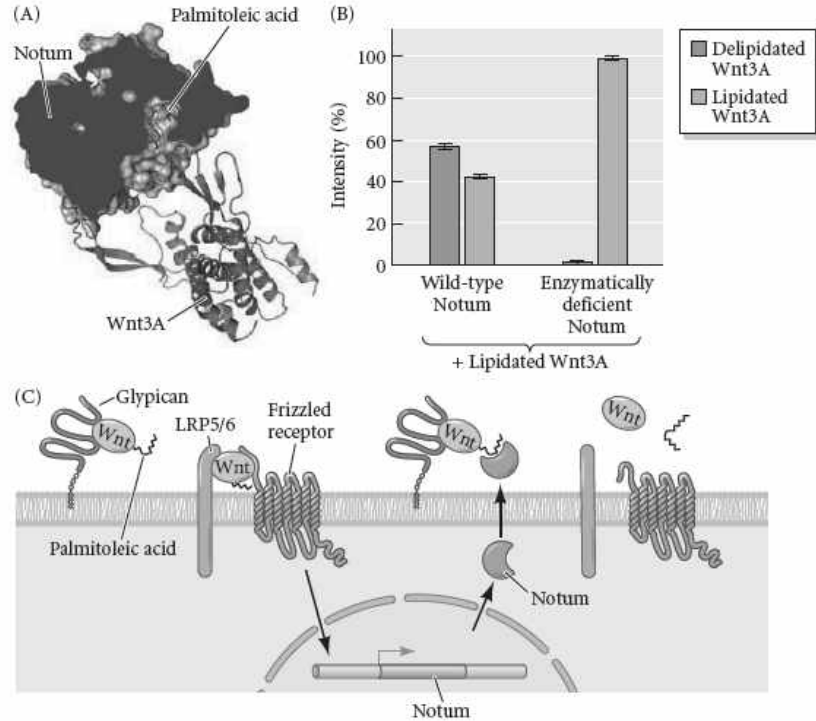 (A)
Palmitoleic acid
Notum
Wnt3A
(B)
Intensity (%)
100
80
60
40
20
0
Wild-type
Notum
Enzymatically
deficient
Notum
+ Lipidated Wnt3A
Delipidated
Wnt3A
Lipidated
Wnt3A
(C)
Glypican
Wnt
Palmitoleic acid
LRP5/6
Wnt
Frizzled
receptor
Wnt
Notum
Wnt
Notum